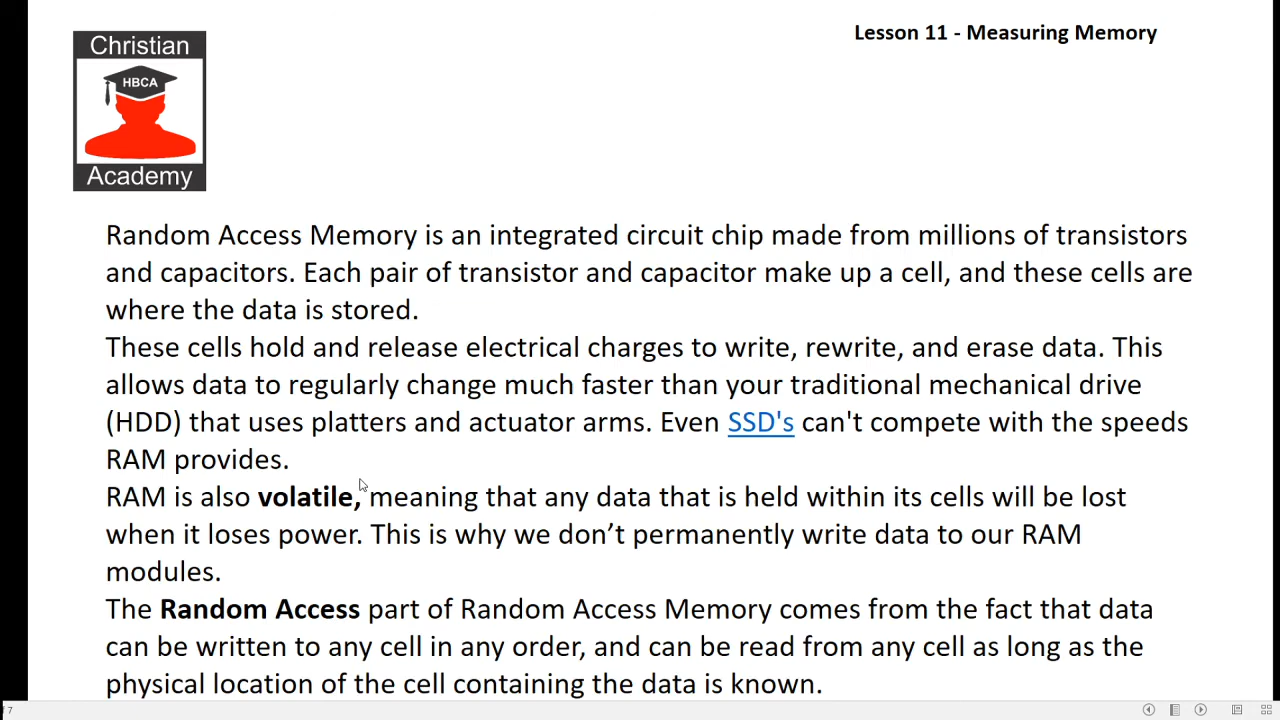 Lesson 11 - Measuring Memory
Christian
HBCA
Academy
Random Access Memory is an integrated circuit chip made from millions of transistors
and capacitors. Each pair of transistor and capacitor make up a cell, and these cells are
where the data is stored.
These cells hold and release electrical charges to write, rewrite, and erase data. This
allows data to regularly change much faster than your traditional mechanical drive
(HDD) that uses platters and actuator arms. Even SSD's can't compete with the speeds
RAM provides.
RAM is also volatile, meaning that any data that is held within its cells will be lost
when it loses power. This is why we don’t permanently write data to our RAM
modules.
The Random Access part of Random Access Memory comes from the fact that data
can be written to any cell in any order, and can be read from any cell as long as the
physical location of the cell containing the data is known.